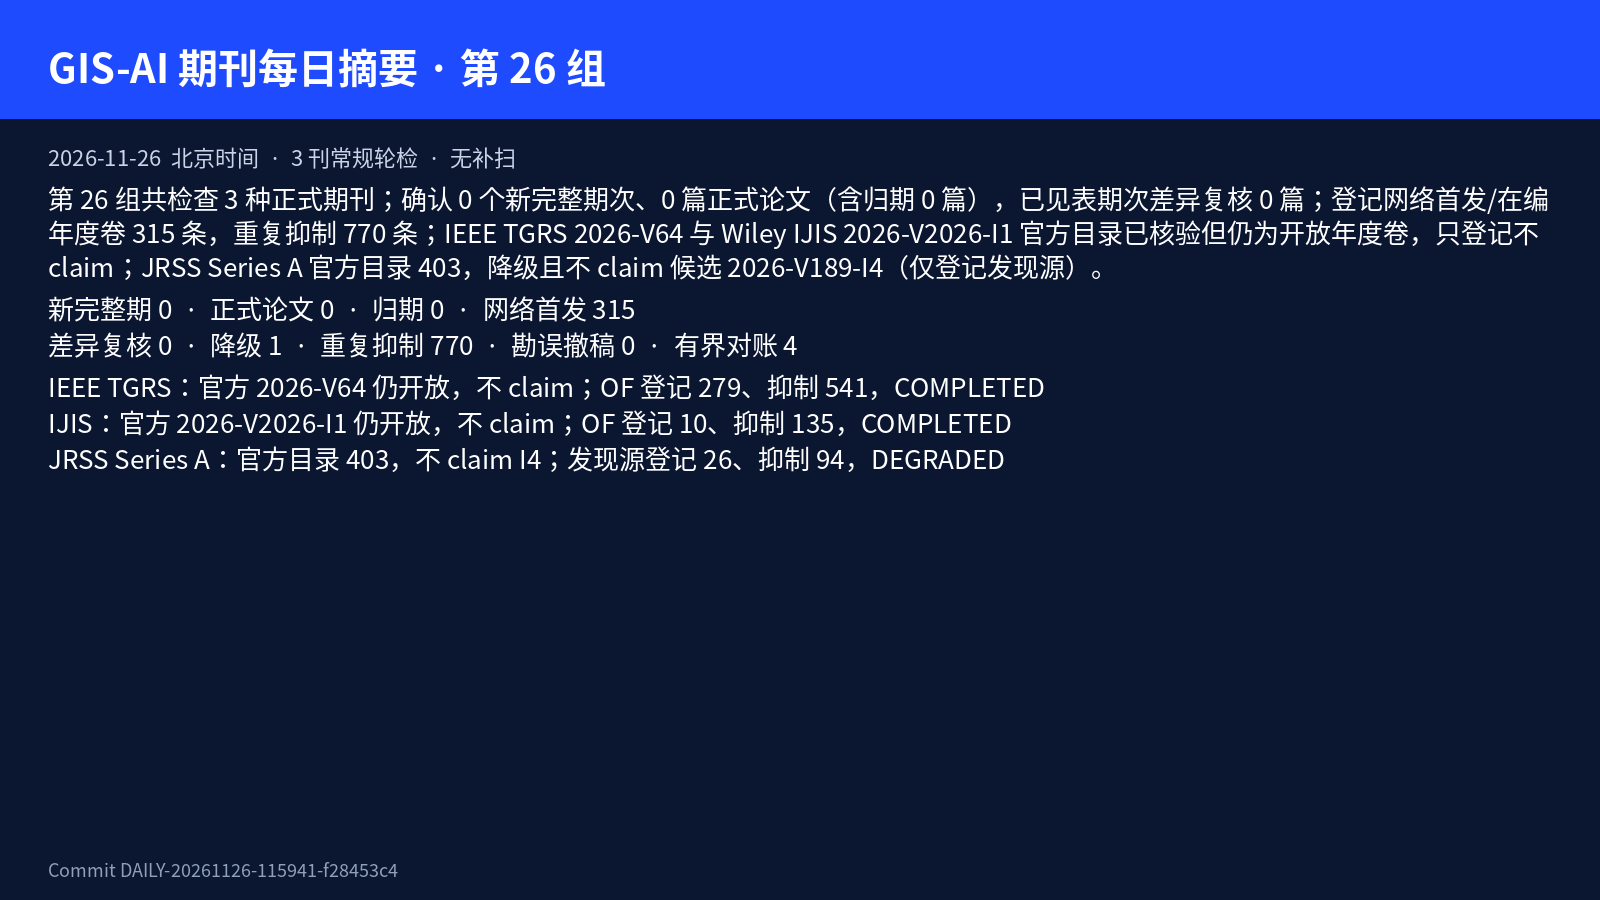 GIS-AI 期刊每日摘要 · 第 26 组
2026-11-26 北京时间 · 3 刊常规轮检 · 无补扫
第 26 组共检查 3 种正式期刊；确认 0 个新完整期次、0 篇正式论文（含归期 0 篇），已见表期次差异复核 0 篇；登记网络首发/在编
年度卷 315 条，重复抑制 770 条；IEEE TGRS 2026-V64 与 Wiley IJIS 2026-V2026-I1 官方目录已核验但仍为开放年度卷，只登记不
claim；JRSS Series A 官方目录 403，降级且不 claim 候选 2026-V189-I4（仅登记发现源）。
新完整期 0 · 正式论文 0 · 归期 0 · 网络首发 315
差异复核 0 · 降级 1 · 重复抑制 770 · 勘误撤稿 0 · 有界对账 4
IEEE TGRS：官方 2026-V64 仍开放，不 claim；OF 登记 279、抑制 541，COMPLETED
IJIS：官方 2026-V2026-I1 仍开放，不 claim；OF 登记 10、抑制 135，COMPLETED
JRSS Series A：官方目录 403，不 claim I4；发现源登记 26、抑制 94，DEGRADED
Commit DAILY-20261126-115941-f28453c4